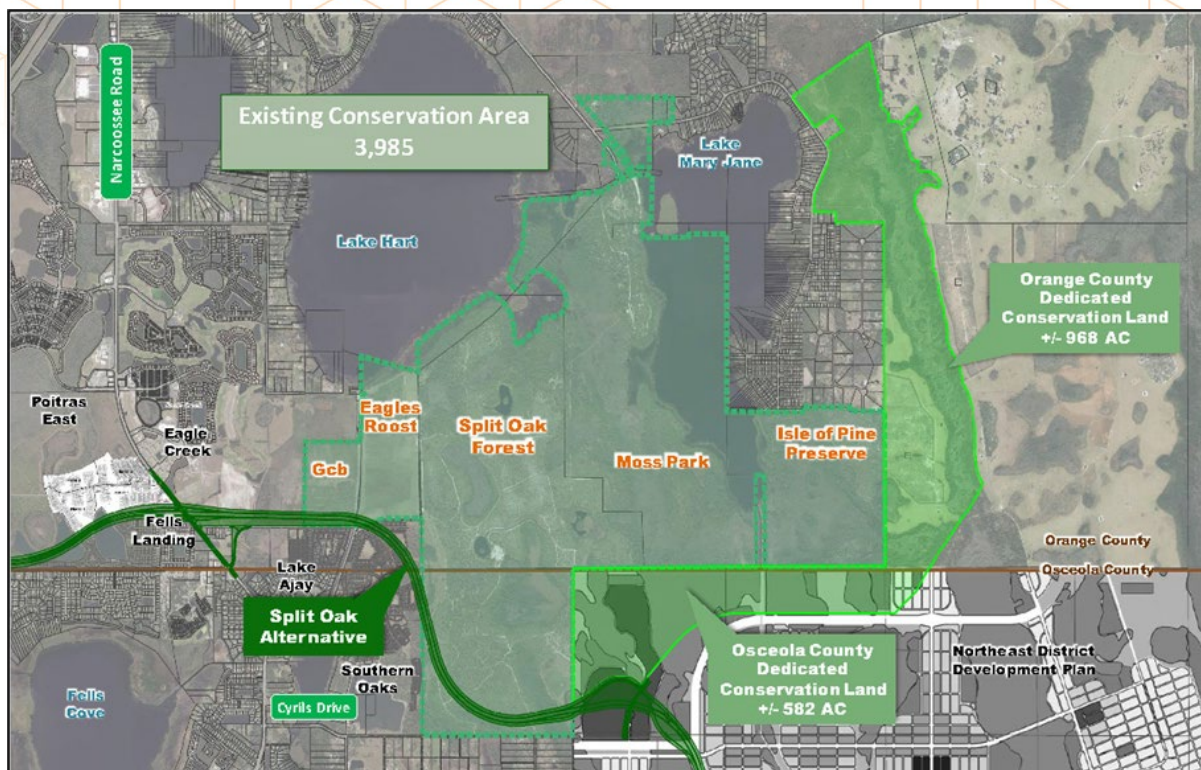 Narcoossee Road
Existing Conservation Area
3,985
Lake
Mary Jane
Lake Hart
Orange County
Dedicated
Conservation Land
+/- 968 AC
Poitras
East
Eagle
Creek
Eagles
Roost
Split Oak
Forest
Gcb
Moss Park
Isle of Pine
Preserve
Fells
Landing
Orange County
Osceola County
Lake
Ajay
Split Oak
Alternative
Osceola County
Dedicated
Conservation Land
+/- 582 AC
Northeast District
Development Plan
Southern
Oaks
Fells
Cove
Cyrils Drive